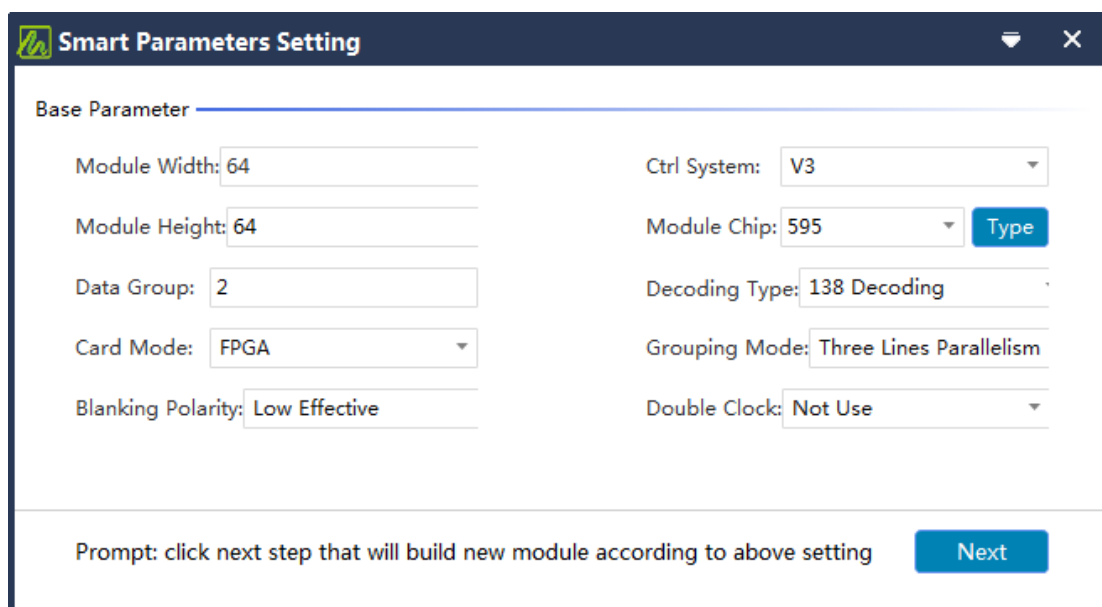 Smart Parameters Setting
Base Parameter
Module Width: 64
Ctrl System: V3
Module Height: 64
Module Chip: 595 Type
Data Group: 2
Decoding Type: 138 Decoding
Card Mode: FPGA
Grouping Mode: Three Lines Parallelism
Blanking Polarity: Low Effective
Double Clock: Not Use
Prompt: click next step that will build new module according to above setting
Next